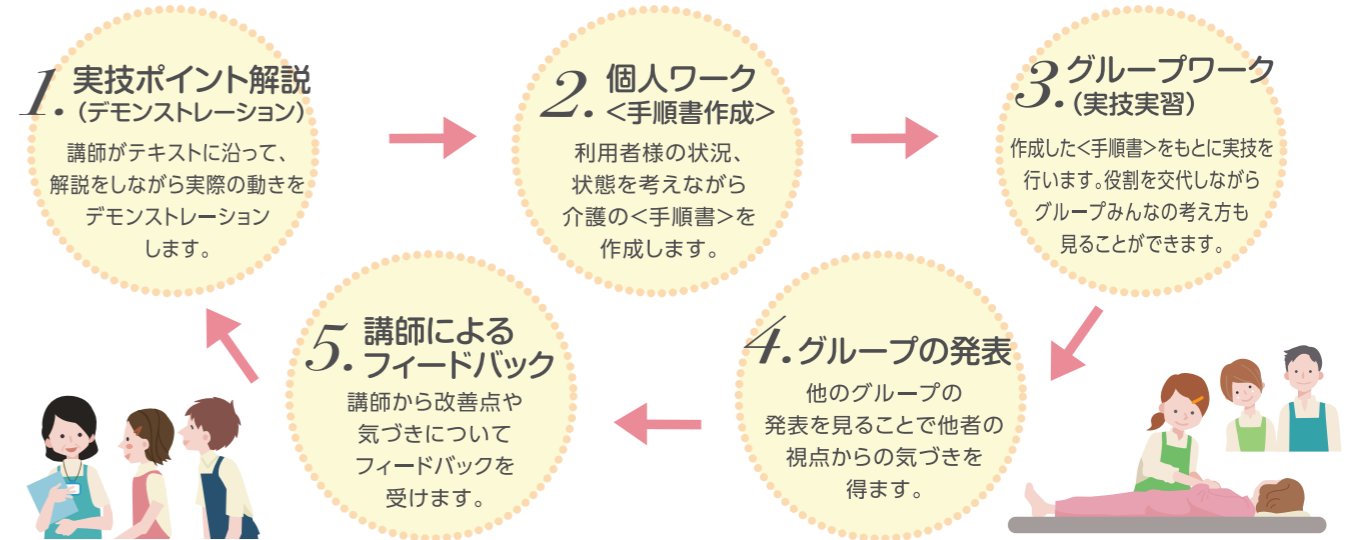 1. 実技ポイント解説
(デモンストレーション)
講師がテキストに沿って、
解説をしながら実際の動きを
デモンストレーション
します。
2. 個人ワーク
<手順書作成>
利用者様の状況、
状態を考えながら
介護の<手順書>を
作成します。
3. グループワーク
(実技実習)
作成した<手順書>をもとに実技を
行います。役割を交代しながら
グループみんなの考え方も
見ることができます。
4. グループの発表
他のグループの
発表を見ることで他者の
視点からの気づきを
得ます。
5. 講師による
フィードバック
講師から改善点や
気づきについて
フィードバックを
受けます。